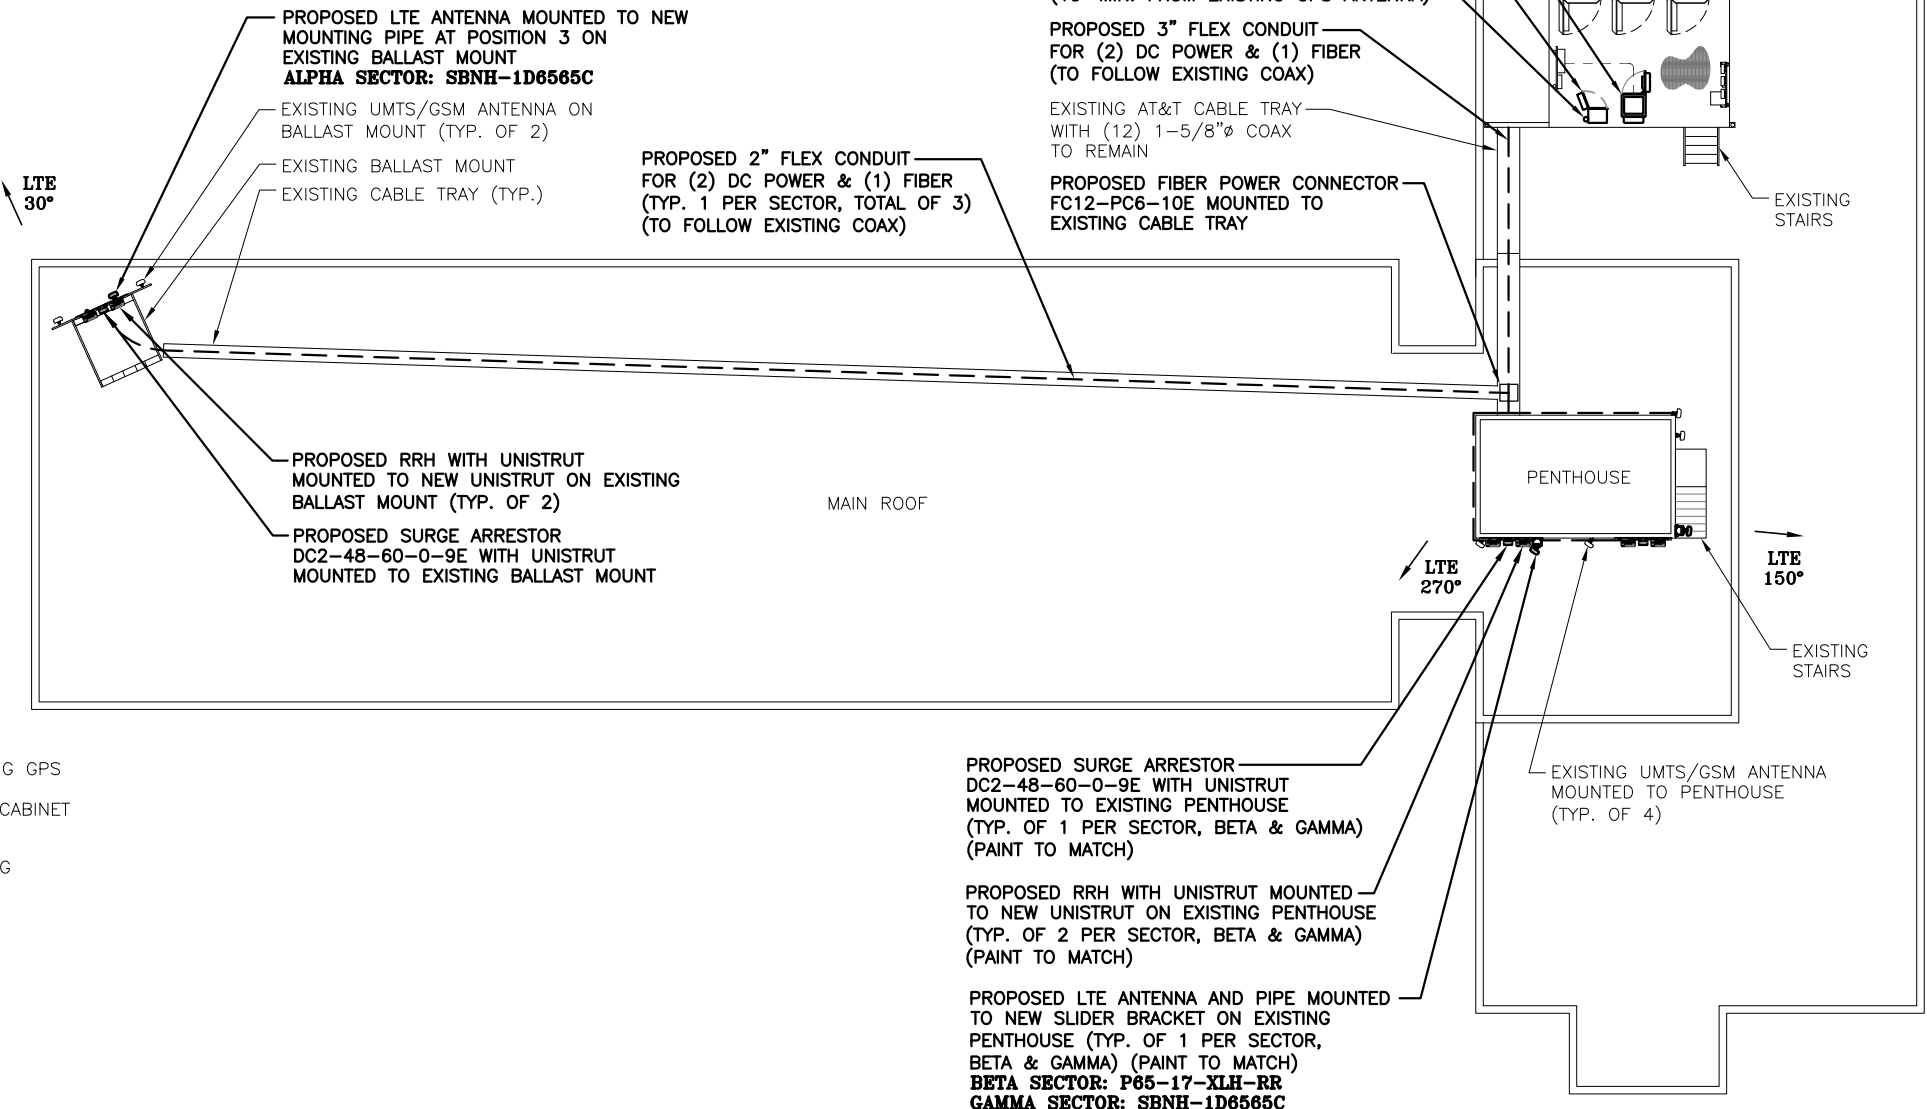 PROPOSED LTE ANTENNA MOUNTED TO NEW
MOUNTING PIPE AT POSITION 3 ON
EXISTING BALLAST MOUNT
ALPHA SECTOR: SBNH-1D6565C
EXISTING UMTS/GSM ANTENNA ON
BALLAST MOUNT (TYP. OF 2)
EXISTING BALLAST MOUNT
EXISTING CABLE TRAY (TYP.)
LTE
30°
PROPOSED 2" FLEX CONDUIT
FOR (2) DC POWER & (1) FIBER
(TYP. 1 PER SECTOR, TOTAL OF 3)
(TO FOLLOW EXISTING COAX)
PROPOSED 3" FLEX CONDUIT
FOR (2) DC POWER & (1) FIBER
(TO FOLLOW EXISTING COAX)
EXISTING AT&T CABLE TRAY
WITH (12) 1-5/8"ø COAX
TO REMAIN
PROPOSED FIBER POWER CONNECTOR
FC12-PC6-10E MOUNTED TO
EXISTING CABLE TRAY
EXISTING
STAIRS
PROPOSED RRH WITH UNISTRUT
MOUNTED TO NEW UNISTRUT ON EXISTING
BALLAST MOUNT (TYP. OF 2)
PROPOSED SURGE ARRESTOR
DC2-48-60-0-9E WITH UNISTRUT
MOUNTED TO EXISTING BALLAST MOUNT
MAIN ROOF
PENTHOUSE
LTE
270°
LTE
150°
EXISTING
STAIRS
G GPS
CABINET
G
PROPOSED SURGE ARRESTOR
DC2-48-60-0-9E WITH UNISTRUT
MOUNTED TO EXISTING PENTHOUSE
(TYP. OF 1 PER SECTOR, BETA & GAMMA)
(PAINT TO MATCH)
EXISTING UMTS/GSM ANTENNA
MOUNTED TO PENTHOUSE
(TYP. OF 4)
PROPOSED RRH WITH UNISTRUT MOUNTED
TO NEW UNISTRUT ON EXISTING PENTHOUSE
(TYP. OF 2 PER SECTOR, BETA & GAMMA)
(PAINT TO MATCH)
PROPOSED LTE ANTENNA AND PIPE MOUNTED
TO NEW SLIDER BRACKET ON EXISTING
PENTHOUSE (TYP. OF 1 PER SECTOR,
BETA & GAMMA) (PAINT TO MATCH)
BETA SECTOR: P65-17-XLH-RR
GAMMA SECTOR: SBNH-1D6565C